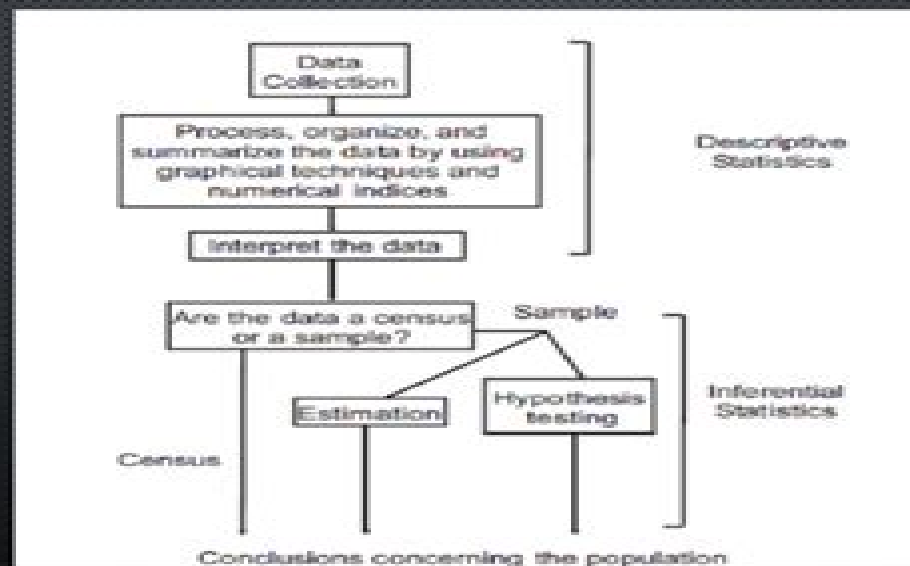 Data
Collection
Process, organize, and
summarize the data by using
graphical techniques and
numerical indices
Descriptive
Statistics
Interpret the data
Are the data a census
or a sample?
Sample
Estimation
Hypothesis
testing
Inferential
Statistics
Census
Conclusions concerning the population